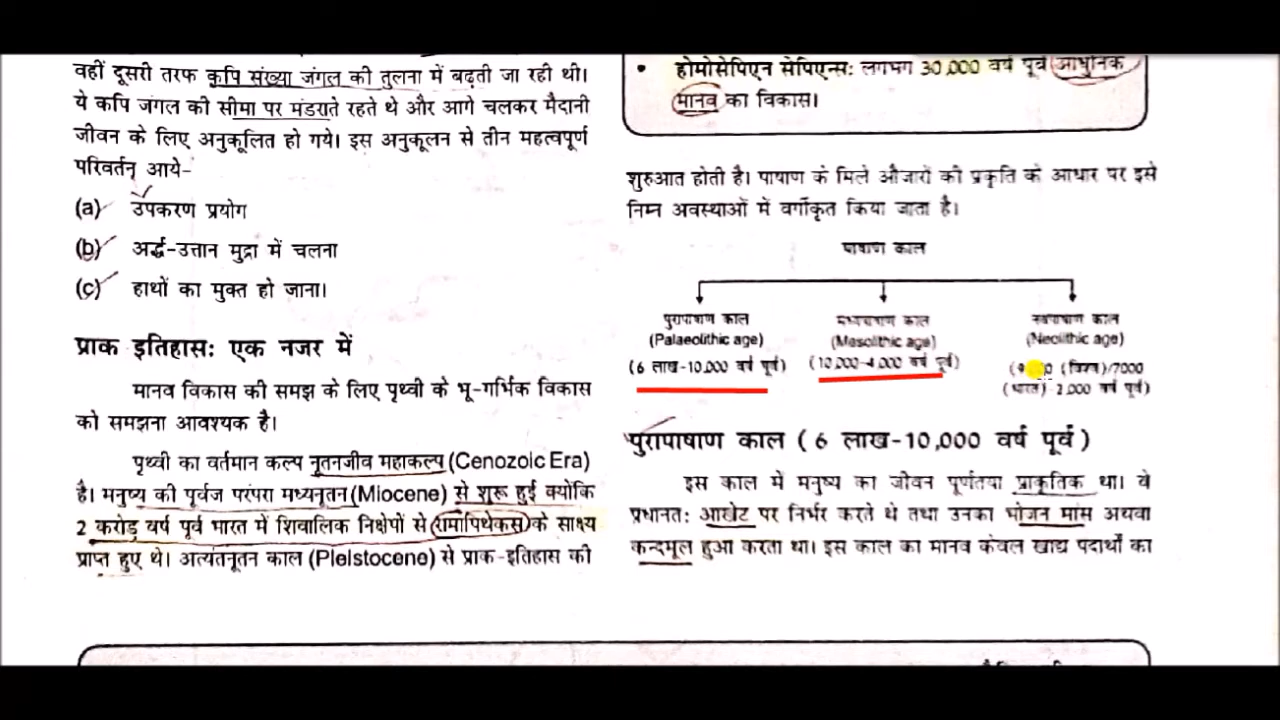 वहीं दूसरी तरफ कृपि संख्या जंगल की तुलना में बढ़ती जा रही थी।
ये कपि जंगल की सीमा पर मंडराते रहते थे और आगे चलकर मैदानी
जीवन के लिए अनुकूलित हो गये। इस अनुकूलन से तीन महत्वपूर्ण
परिवर्तन आये-
(a) उपकरण प्रयोग
(b) अर्द्ध-उत्तान मुद्रा में चलना
(c) हाथों का मुक्त हो जाना।
प्राक इतिहास: एक नजर में
मानव विकास की समझ के लिए पृथ्वी के भू-गर्भिक विकास
को समझना आवश्यक है।
पृथ्वी का वर्तमान कल्प नूतनजीव महाकल्प (Cenozoic Era)
है। मनुष्य की पूर्वज परंपरा मध्यनूतन (Miocene) से शुरू हुई क्योंकि
2 करोड़ वर्ष पूर्व भारत में शिवालिक निक्षेपों से रामापिथेकस के साक्ष्य
प्राप्त हुए थे। अत्यंतनूतन काल (Pleistocene) से प्राक-इतिहास की
• होमोसेपिएन सेपिएन्स: लगभग 30,000 वर्ष पूर्व आधुनिक
मानव का विकास।
शुरुआत होती है। पाषाण के मिले औजारों की प्रकृति के आधार पर इसे
निम्न अवस्थाओं में वर्गीकृत किया जाता है।
पाषाण काल
पुरापाषाण काल
(Palaeolithic age)
(6 लाख-10,000 वर्ष पूर्व)
मध्यपाषाण काल
(Mesolithic age)
(10,000-4,000 वर्ष पूर्व)
नवपाषाण काल
(Neolithic age)
(विश्व)/7000
(भारत)-2,000 वर्ष पूर्व)
पुरापाषाण काल (6 लाख-10,000 वर्ष पूर्व)
इस काल में मनुष्य का जीवन पूर्णतया प्राकृतिक था। वे
प्रधानतः आखेट पर निर्भर करते थे तथा उनका भोजन मांस अथवा
कन्दमूल हुआ करता था। इस काल का मानव केवल खाद्य पदार्थों का